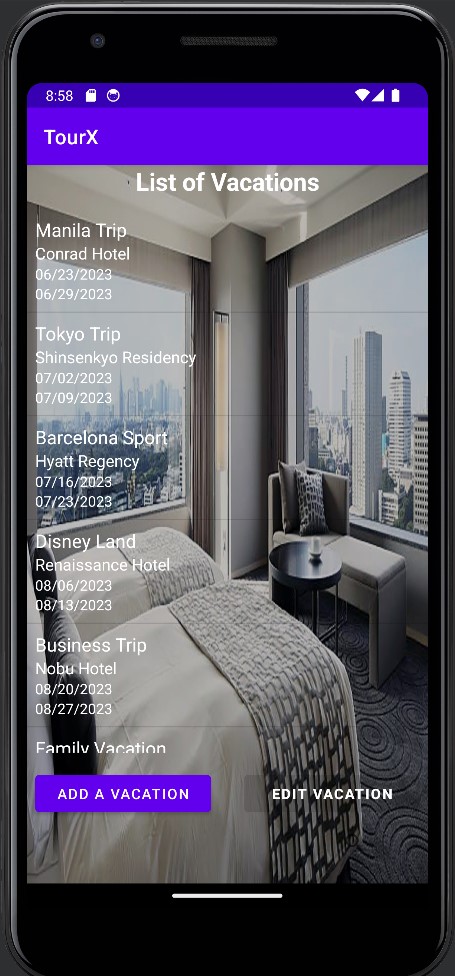 8:58
TourX
List of Vacations
Manila Trip
Conrad Hotel
06/23/2023
06/29/2023
Tokyo Trip
Shinsenkyo Residency
07/02/2023
07/09/2023
Barcelona Sport
Hyatt Regency
07/16/2023
07/23/2023
Disney Land
Renaissance Hotel
08/06/2023
08/13/2023
Business Trip
Nobu Hotel
08/20/2023
08/27/2023
Family Vacation
ADD A VACATION
EDIT VACATION